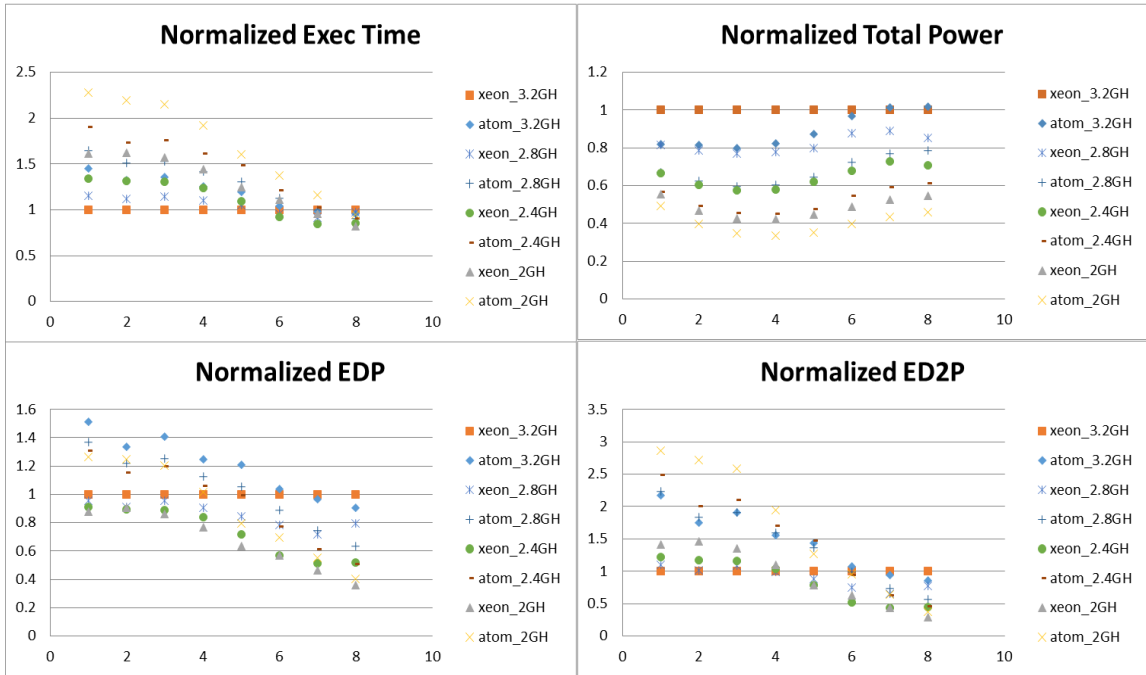 Normalized Exec Time
2.5
2
1.5
1
0.5
0
0 2 4 6 8 10
xeon_3.2GH
atom_3.2GH
xeon_2.8GH
atom_2.8GH
xeon_2.4GH
atom_2.4GH
xeon_2GH
atom_2GH
Normalized Total Power
1.2
1
0.8
0.6
0.4
0.2
0
0 2 4 6 8 10
xeon_3.2GH
atom_3.2GH
xeon_2.8GH
atom_2.8GH
xeon_2.4GH
atom_2.4GH
xeon_2GH
atom_2GH
Normalized EDP
1.6
1.4
1.2
1
0.8
0.6
0.4
0.2
0
0 2 4 6 8 10
xeon_3.2GH
atom_3.2GH
xeon_2.8GH
atom_2.8GH
xeon_2.4GH
atom_2.4GH
xeon_2GH
atom_2GH
Normalized ED2P
3.5
3
2.5
2
1.5
1
0.5
0
0 2 4 6 8 10
xeon_3.2GH
atom_3.2GH
xeon_2.8GH
atom_2.8GH
xeon_2.4GH
atom_2.4GH
xeon_2GH
atom_2GH